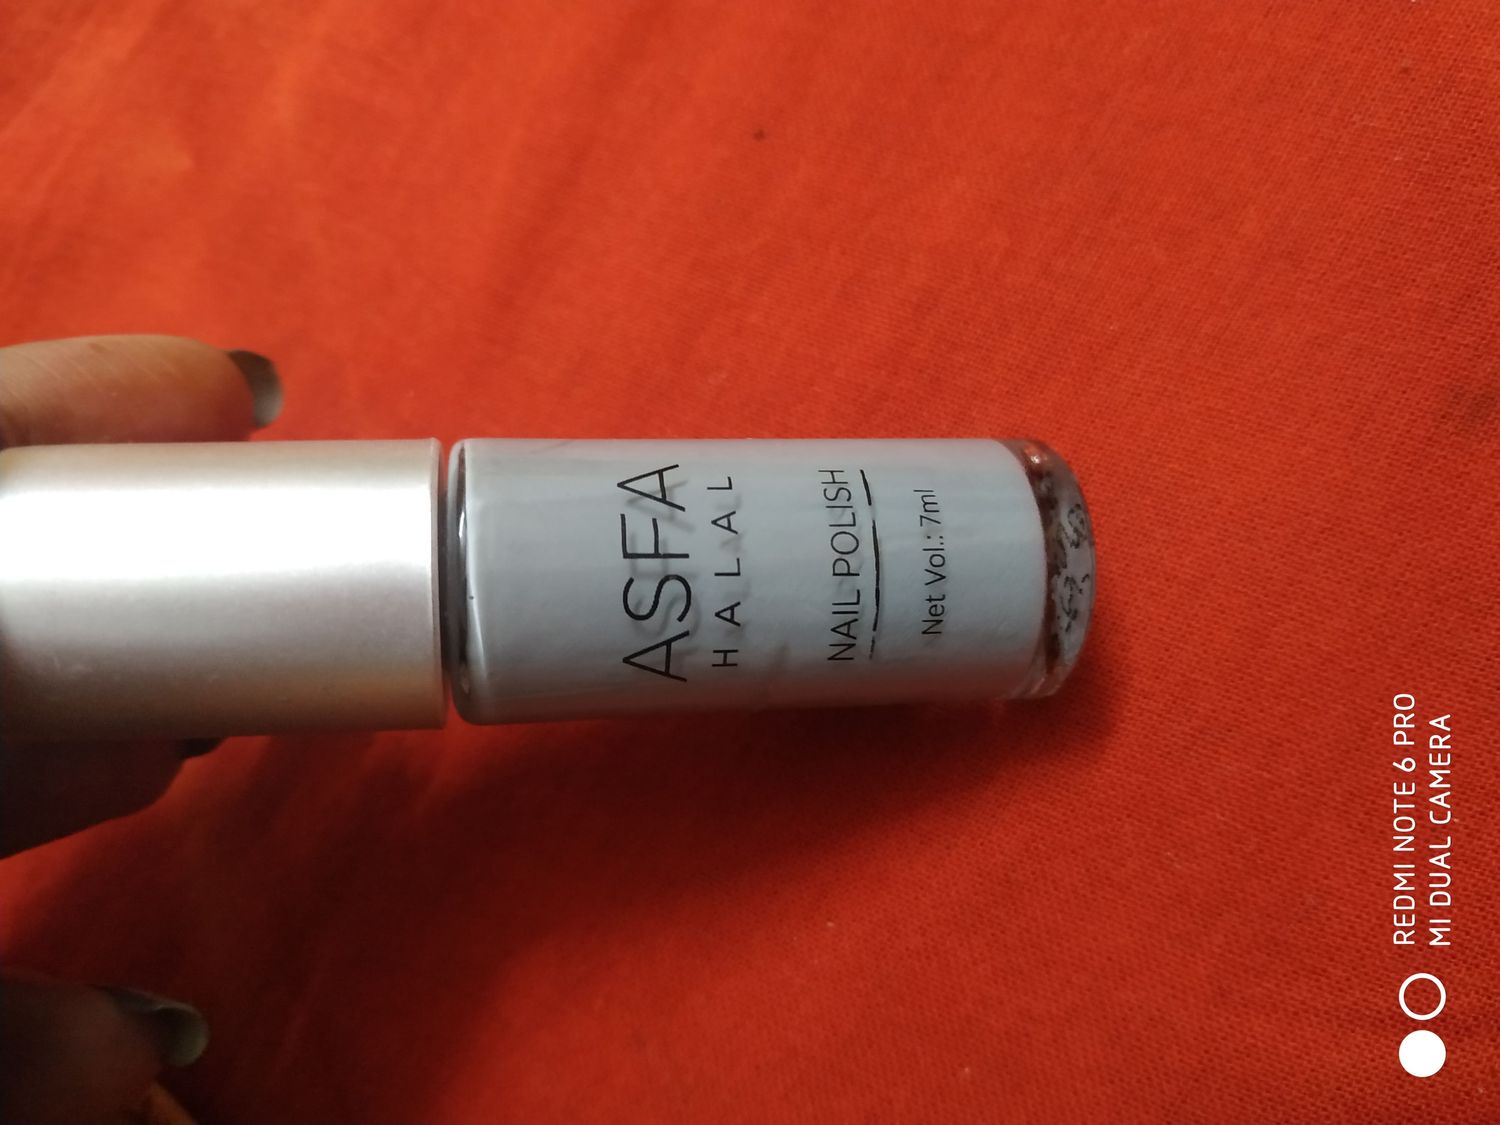 ASFA
HALAL
NAIL POLISH
Net Vol.: 7ml
REDMI NOTE 6 PRO
MI DUAL CAMERA